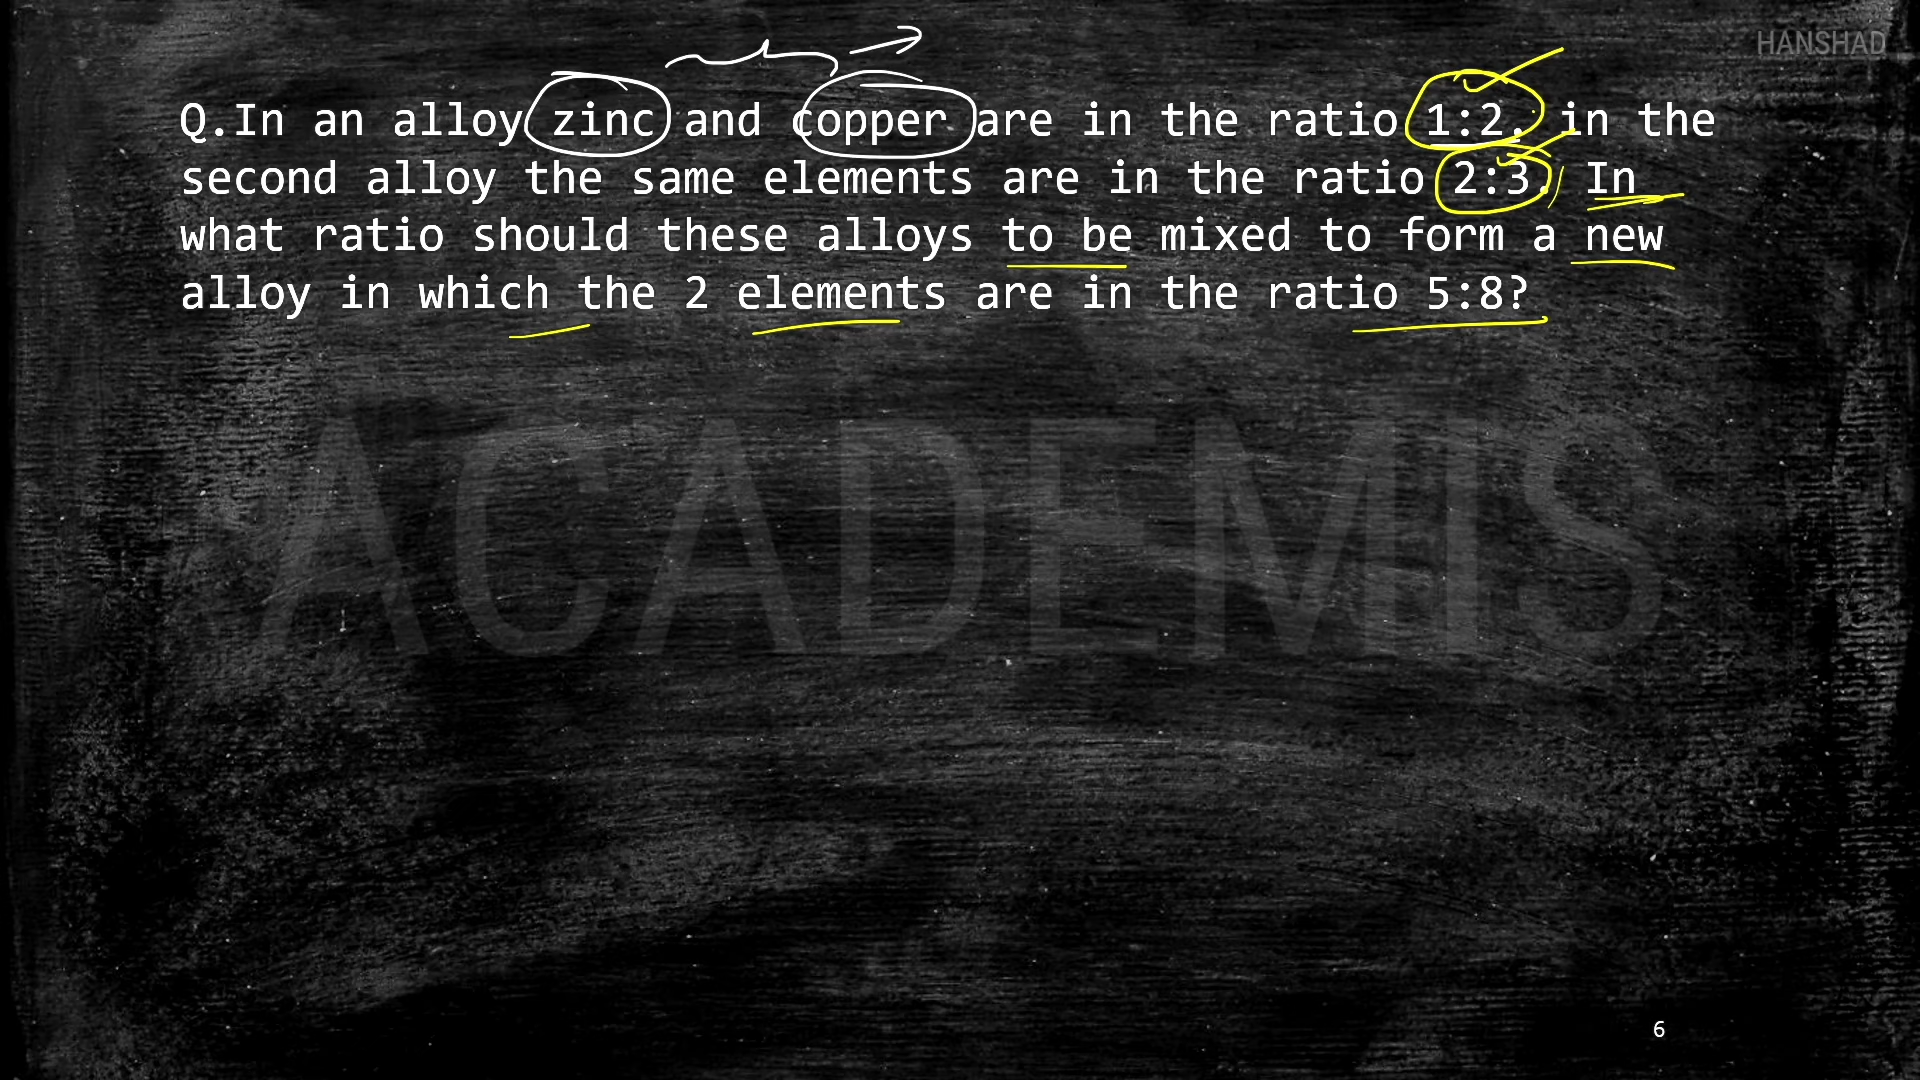 HANSHAD
Q.In an alloy zinc and copper are in the ratio 1:2. in the
second alloy the same elements are in the ratio 2:3. In
what ratio should these alloys to be mixed to form a new
alloy in which the 2 elements are in the ratio 5:8?
ACADEMIS
6